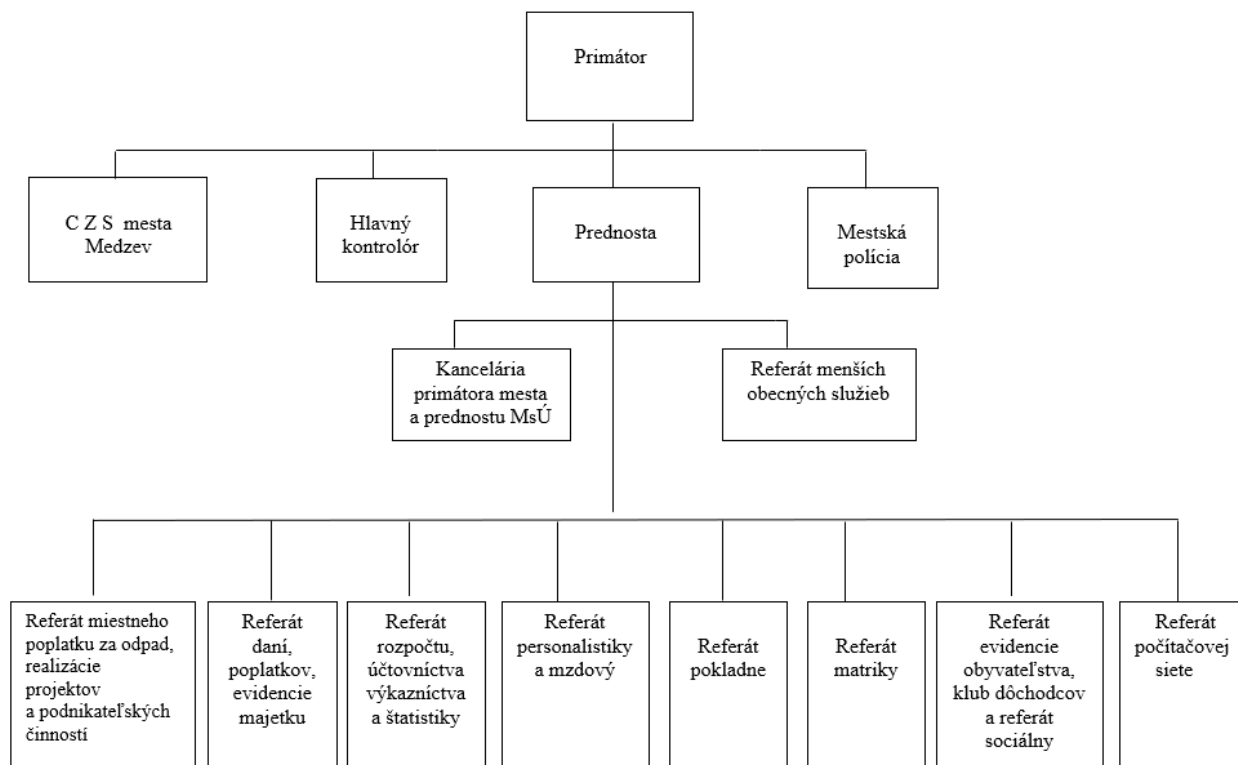 Primátor
C Z S mesta
Medzev
Hlavný
kontrolór
Prednosta
Mestská
polícia
Kancelária
primátora mesta
a prednostu MsÚ
Referát menších
obecných služieb
Referát miestneho
poplatku za odpad,
realizácie
projektov
a podnikateľských
činností
Referát
daní,
poplatkov,
evidencie
majetku
Referát
rozpočtu,
účtovníctva
výkazníctva
a štatistiky
Referát
personalistiky
a mzdový
Referát
pokladne
Referát
matriky
Referát
evidencie
obyvateľstva,
klub dôchodcov
a referát
sociálny
Referát
počítačovej
siete